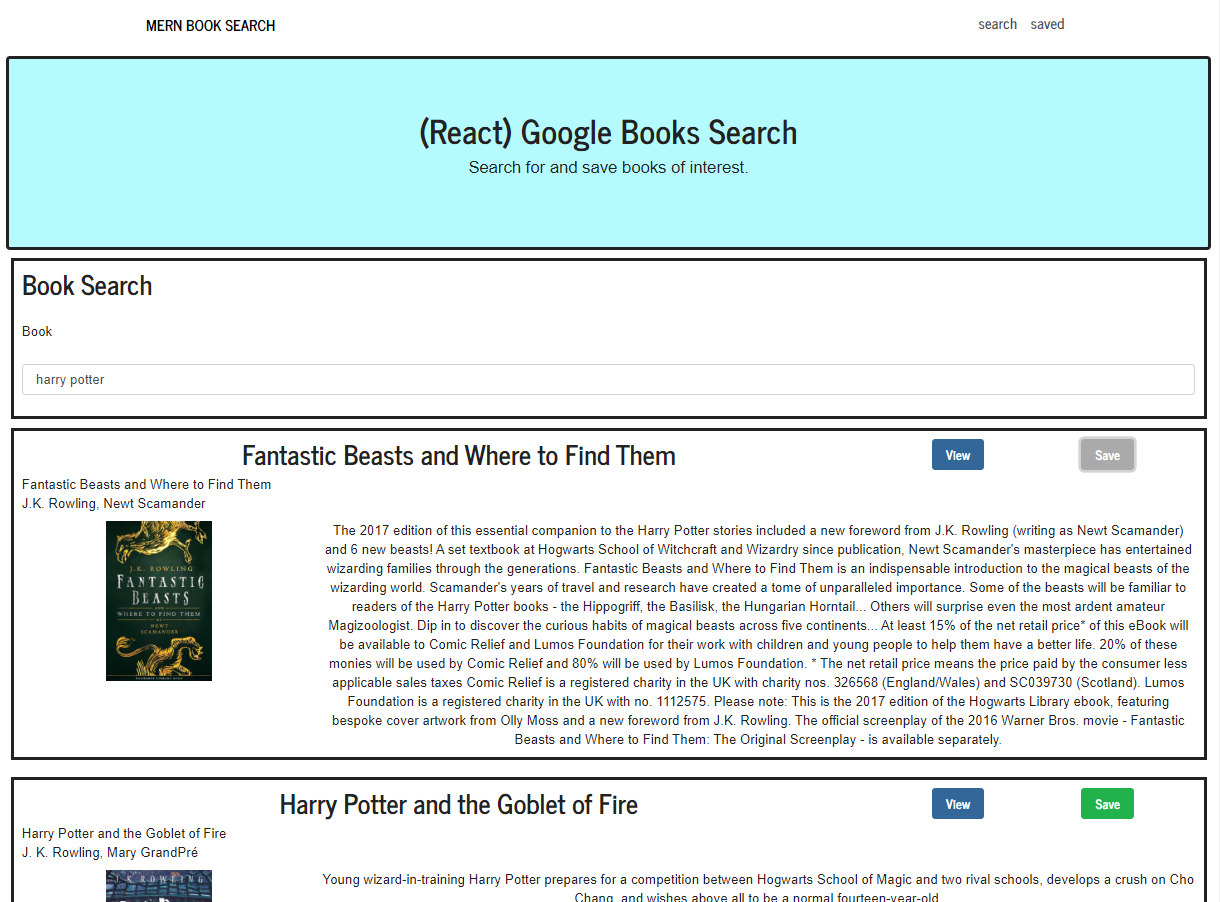 MERN BOOK SEARCH
search saved
(React) Google Books Search
Search for and save books of interest.
Book Search
Book
harry potter
Fantastic Beasts and Where to Find Them
View
Save
Fantastic Beasts and Where to Find Them
J.K. Rowling, Newt Scamander
J.K. ROWLING
FANTASTIC
BEASTS
AND
WHERE TO FIND THEM
BY
NEWT
SCAMANDER
The 2017 edition of this essential companion to the Harry Potter stories included a new foreword from J.K. Rowling (writing as Newt Scamander)
and 6 new beasts! A set textbook at Hogwarts School of Witchcraft and Wizardry since publication, Newt Scamander's masterpiece has entertained
wizarding families through the generations. Fantastic Beasts and Where to Find Them is an indispensable introduction to the magical beasts of the
wizarding world. Scamander's years of travel and research have created a tome of unparalleled importance. Some of the beasts will be familiar to
readers of the Harry Potter books - the Hippogriff, the Basilisk, the Hungarian Horntail... Others will surprise even the most ardent amateur
Magizoologist. Dip in to discover the curious habits of magical beasts across five continents... At least 15% of the net retail price* of this eBook will
be available to Comic Relief and Lumos Foundation for their work with children and young people to help them have a better life. 20% of these
monies will be used by Comic Relief and 80% will be used by Lumos Foundation. * The net retail price means the price paid by the consumer less
applicable sales taxes Comic Relief is a registered charity in the UK with charity nos. 326568 (England/Wales) and SC039730 (Scotland). Lumos
Foundation is a registered charity in the UK with no. 1112575. Please note: This is the 2017 edition of the Hogwarts Library ebook, featuring
bespoke cover artwork from Olly Moss and a new foreword from J.K. Rowling. The official screenplay of the 2016 Warner Bros. movie - Fantastic
Beasts and Where to Find Them: The Original Screenplay - is available separately.
Harry Potter and the Goblet of Fire
View
Save
Harry Potter and the Goblet of Fire
J. K. Rowling, Mary GrandPré
J.K. ROWLING
Young wizard-in-training Harry Potter prepares for a competition between Hogwarts School of Magic and two rival schools, develops a crush on Cho
Chang, and wishes above all to be a normal fourteen-year-old.